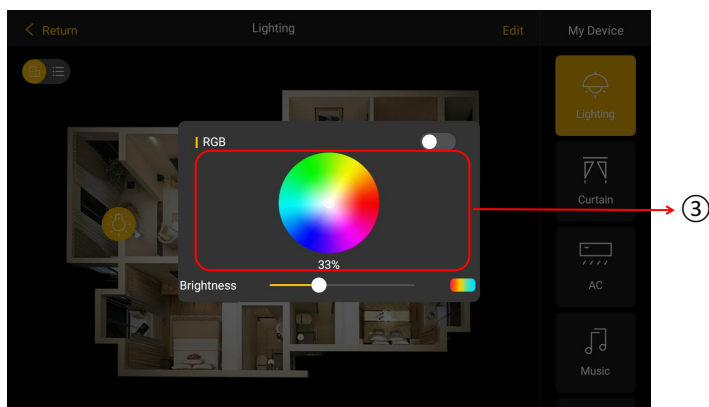 Return
Lighting
Edit
My Device
Lighting
RGB
Curtain
③
33%
Brightness
AC
Music